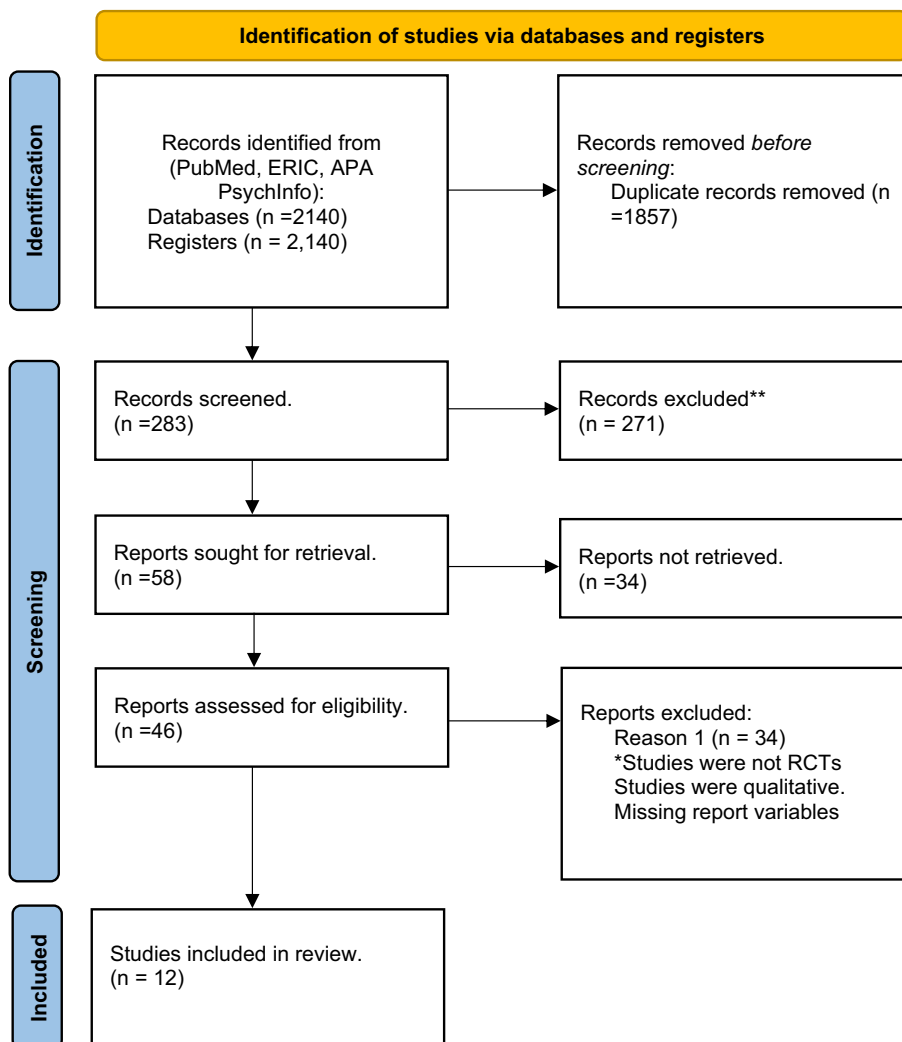 Identification of studies via databases and registers
Identification
Records identified from
(PubMed, ERIC, APA
PsychInfo):
Databases (n =2140)
Registers (n = 2,140)
Records removed before
screening:
Duplicate records removed (n
=1857)
Screening
Records screened.
(n =283)
Records excluded**
(n = 271)
Reports sought for retrieval.
(n =58)
Reports not retrieved.
(n =34)
Reports assessed for eligibility.
(n =46)
Reports excluded:
Reason 1 (n = 34)
*Studies were not RCTs
Studies were qualitative.
Missing report variables
Included
Studies included in review.
(n = 12)